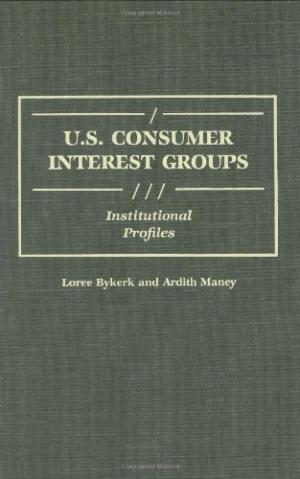 /
U.S. CONSUMER
INTEREST GROUPS
///
Institutional
Profiles
Loree Bykerk and Ardith Maney